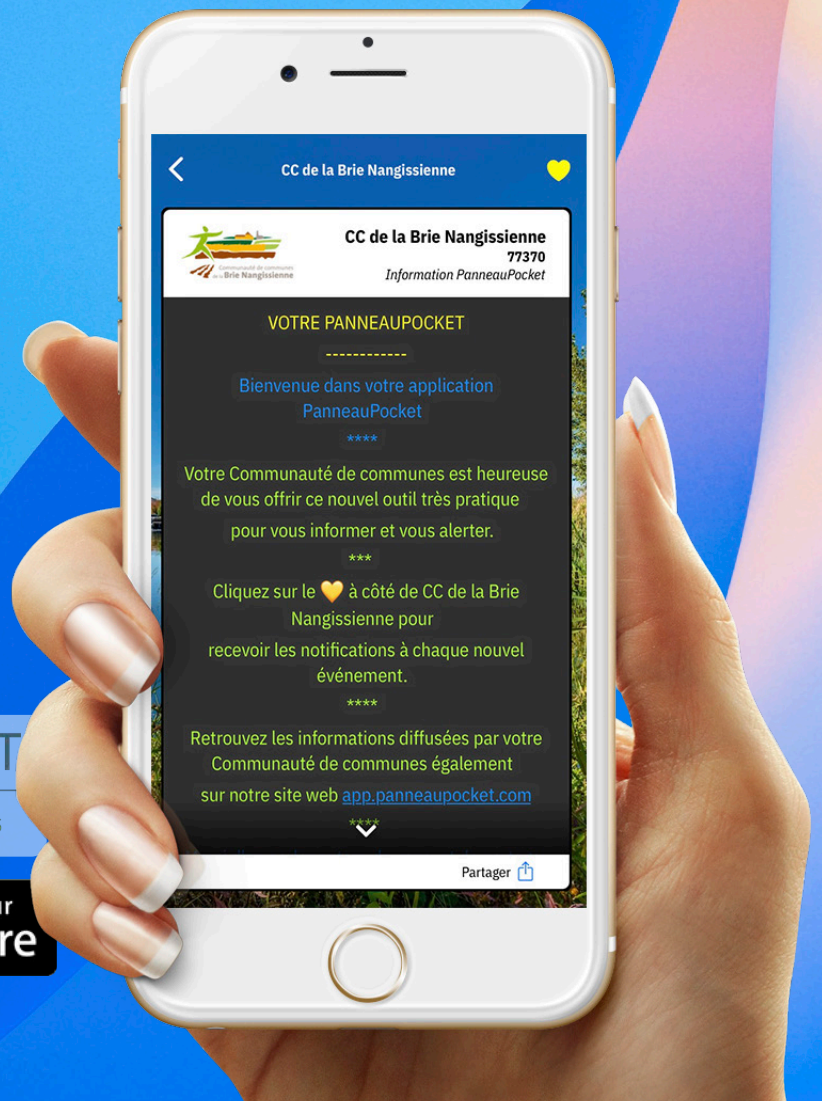 CC de la Brie Nangissienne
Communauté de communes
de la Brie Nangissienne
CC de la Brie Nangissienne
77370
Information PanneauPocket
VOTRE PANNEAUPOCKET
------------
Bienvenue dans votre application
PanneauPocket
****
Votre Communauté de communes est heureuse
de vous offrir ce nouvel outil très pratique
pour vous informer et vous alerter.
***
Cliquez sur le 💛 à côté de CC de la Brie
Nangissienne pour
recevoir les notifications à chaque nouvel
événement.
****
Retrouvez les informations diffusées par votre
Communauté de communes également
sur notre site web app.panneaupocket.com
****
Partager
T
ur
re